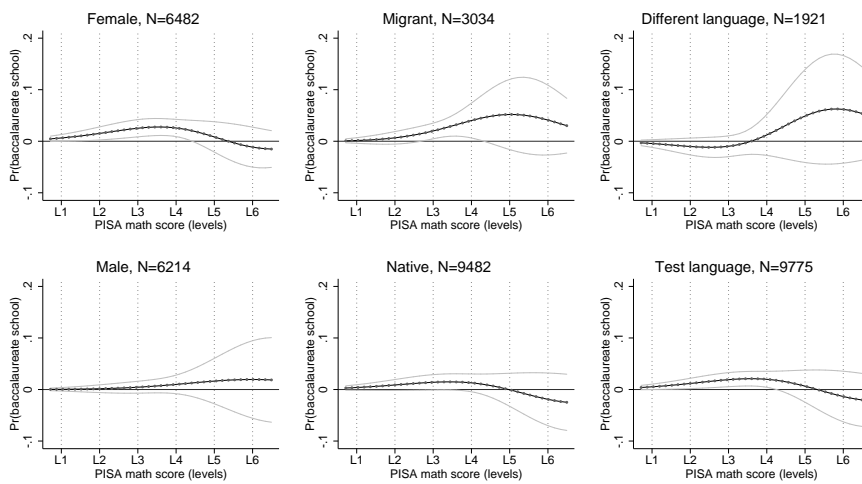 Female, N=6482
Pr(baccalaureate school)
-.1 0 .1 .2
L1 L2 L3 L4 L5 L6
PISA math score (levels)
Migrant, N=3034
Pr(baccalaureate school)
-.1 0 .1 .2
L1 L2 L3 L4 L5 L6
PISA math score (levels)
Different language, N=1921
Pr(baccalaureate school)
-.1 0 .1 .2
L1 L2 L3 L4 L5 L6
PISA math score (levels)
Male, N=6214
Pr(baccalaureate school)
-.1 0 .1 .2
L1 L2 L3 L4 L5 L6
PISA math score (levels)
Native, N=9482
Pr(baccalaureate school)
-.1 0 .1 .2
L1 L2 L3 L4 L5 L6
PISA math score (levels)
Test language, N=9775
Pr(baccalaureate school)
-.1 0 .1 .2
L1 L2 L3 L4 L5 L6
PISA math score (levels)